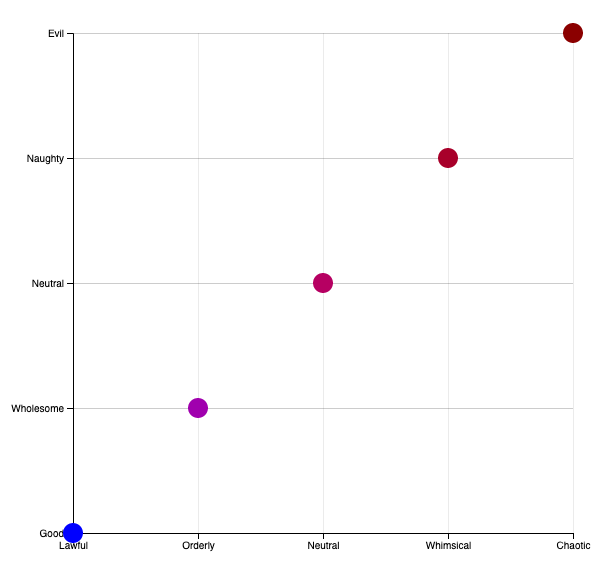 Evil
Naughty
Neutral
Wholesome
Good
Lawful Orderly Neutral Whimsical Chaotic